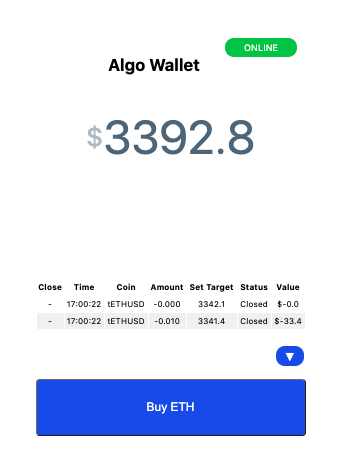 ONLINE
Algo Wallet
$3392.8
Close Time Coin Amount Set Target Status Value
- 17:00:22 tETHUSD -0.000 3342.1 Closed $-0.0
- 17:00:22 tETHUSD -0.010 3341.4 Closed $-33.4
▼
Buy ETH